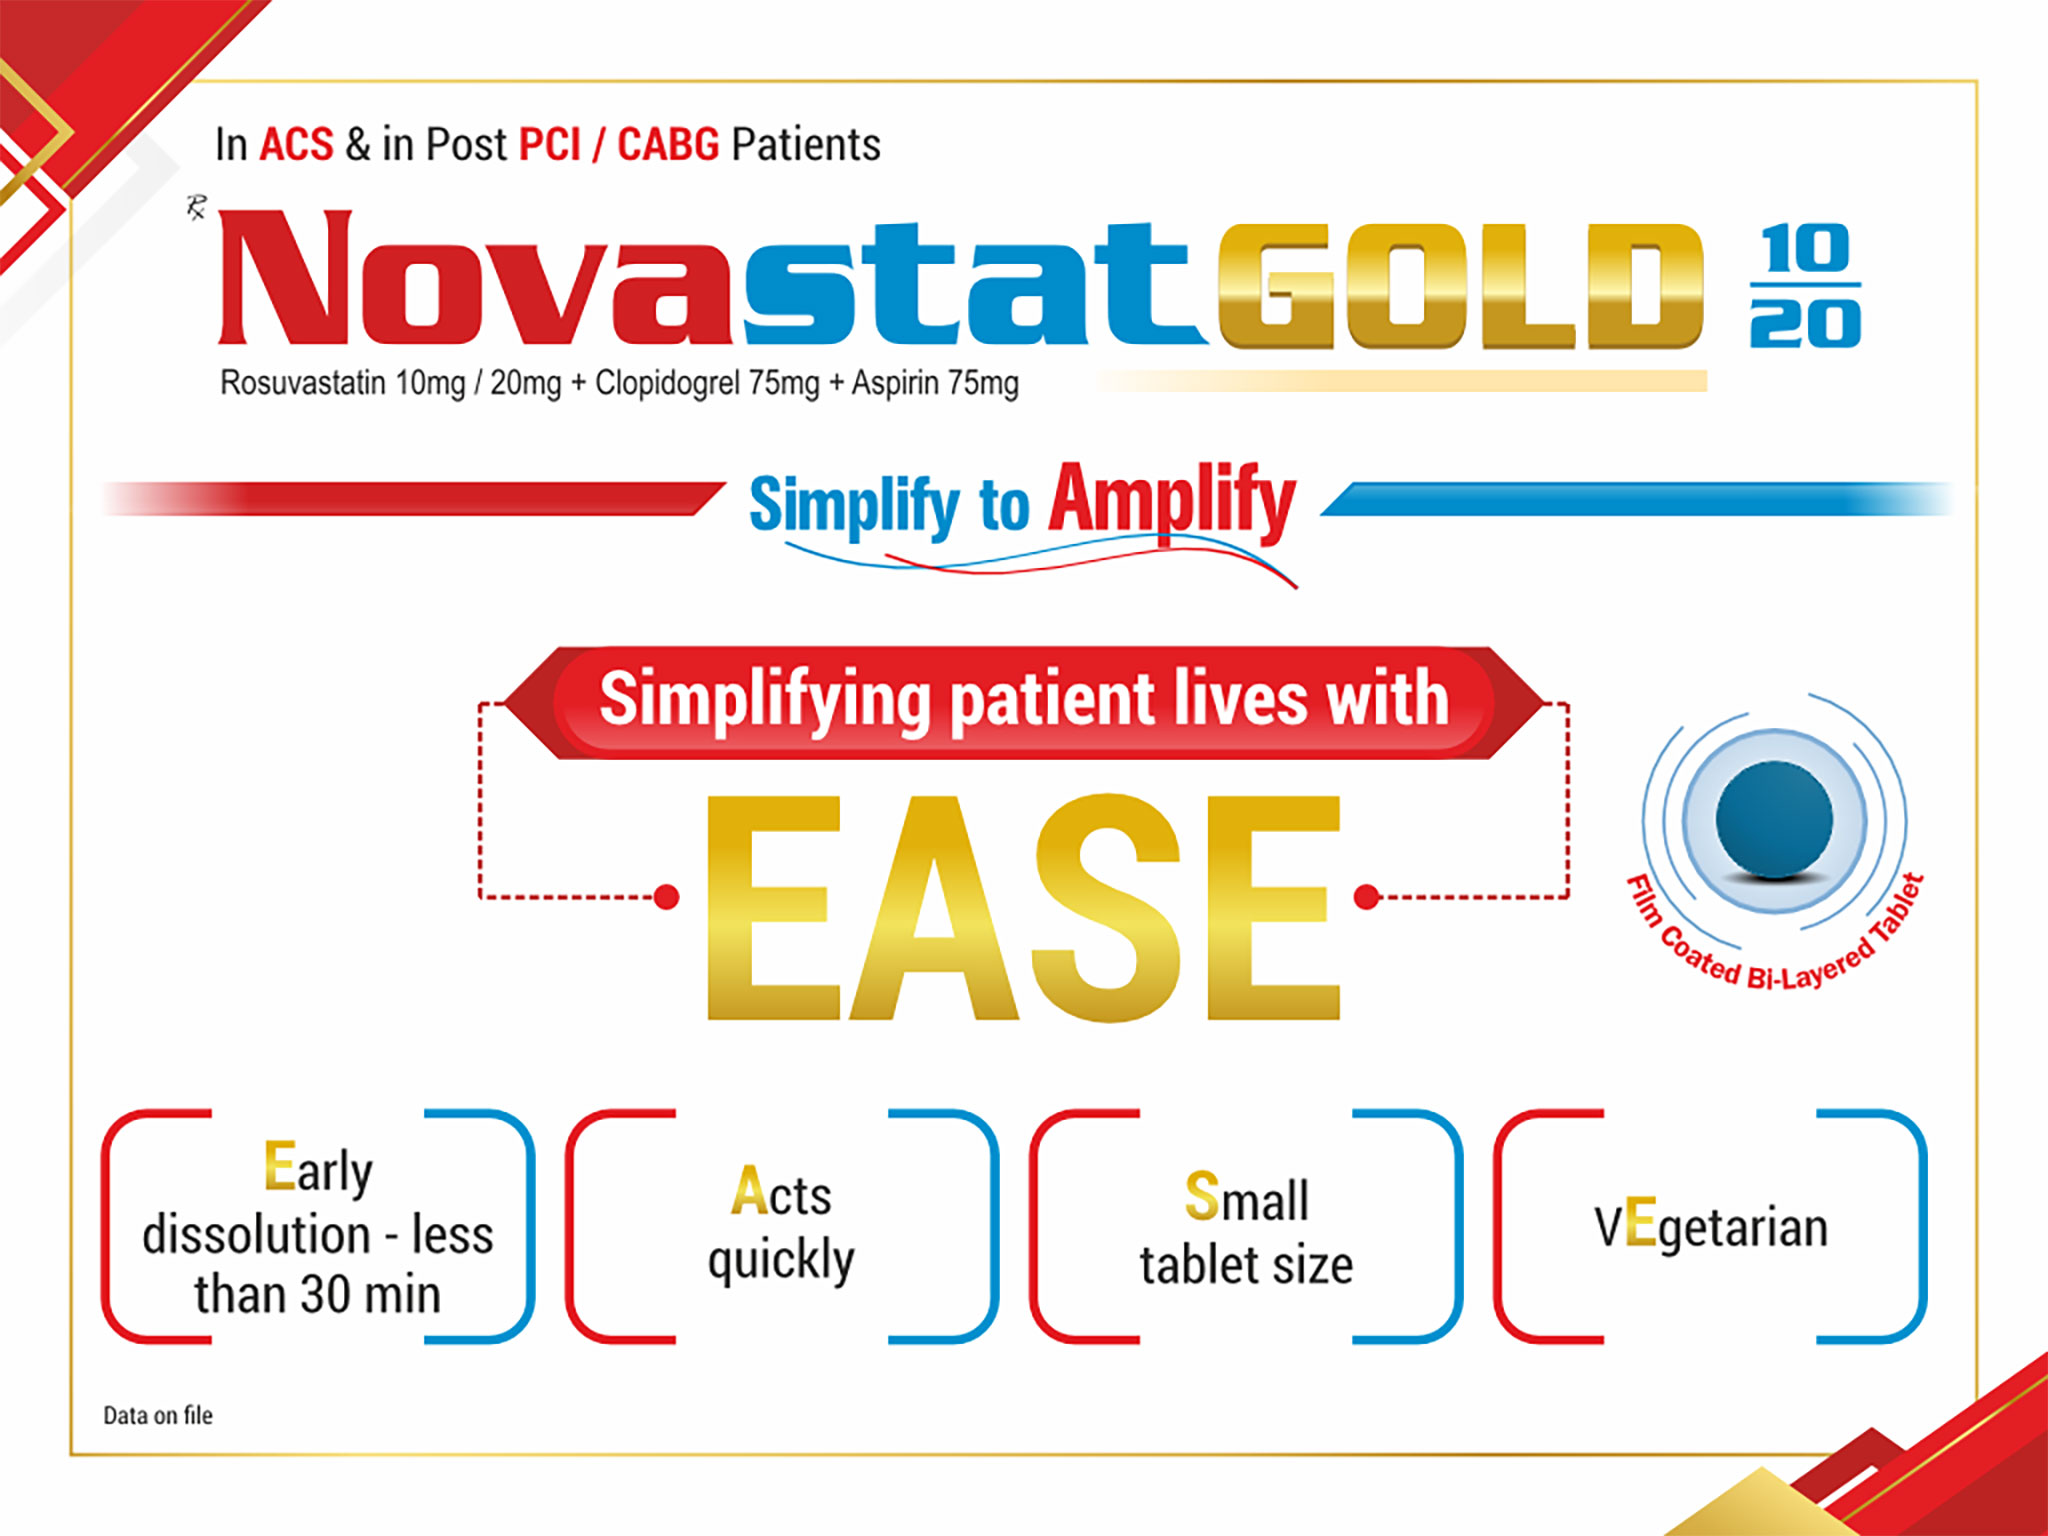 In ACS & in Post PCI / CABG Patients
Rx
NovastatGOLD 10/20
Rosuvastatin 10mg / 20mg + Clopidogrel 75mg + Aspirin 75mg
Simplify to Amplify
Simplifying patient lives with
EASE
Film Coated Bi-Layered Tablet
Early
dissolution - less
than 30 min
Acts
quickly
Small
tablet size
vEgetarian
Data on file